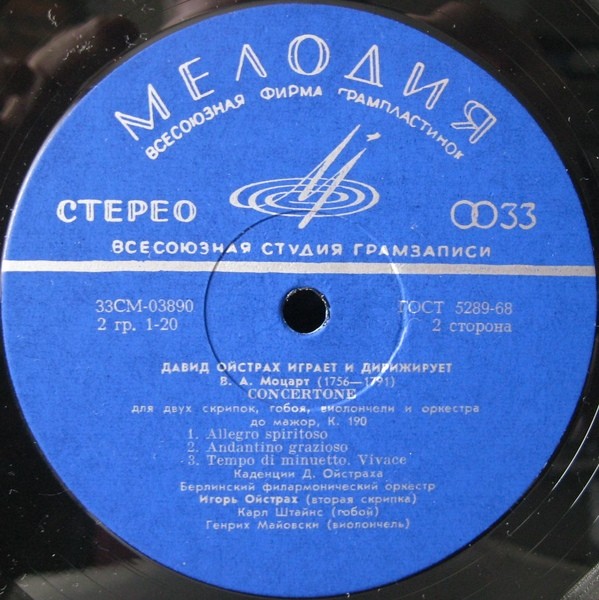 МЕЛОДИЯ
ВСЕСОЮЗНАЯ ФИРМА ГРАМПЛАСТИНОК
СТЕРЕО 33
ВСЕСОЮЗНАЯ СТУДИЯ ГРАМЗАПИСИ
33СМ-03890 ГОСТ 5289-68
2 гр. 1-20 2 сторона
ДАВИД ОЙСТРАХ ИГРАЕТ И ДИРИЖИРУЕТ
В. А. Моцарт (1756—1791)
CONCERTONE
для двух скрипок, гобоя, виолончели и оркестра
до мажор, К. 190
1. Allegro spiritoso
2. Andantino grazioso
3. Tempo di minuetto. Vivace
Каденции Д. Ойстраха
Берлинский филармонический оркестр
Игорь Ойстрах (вторая скрипка)
Карл Штайнс (гобой)
Генрих Майовски (виолончель)